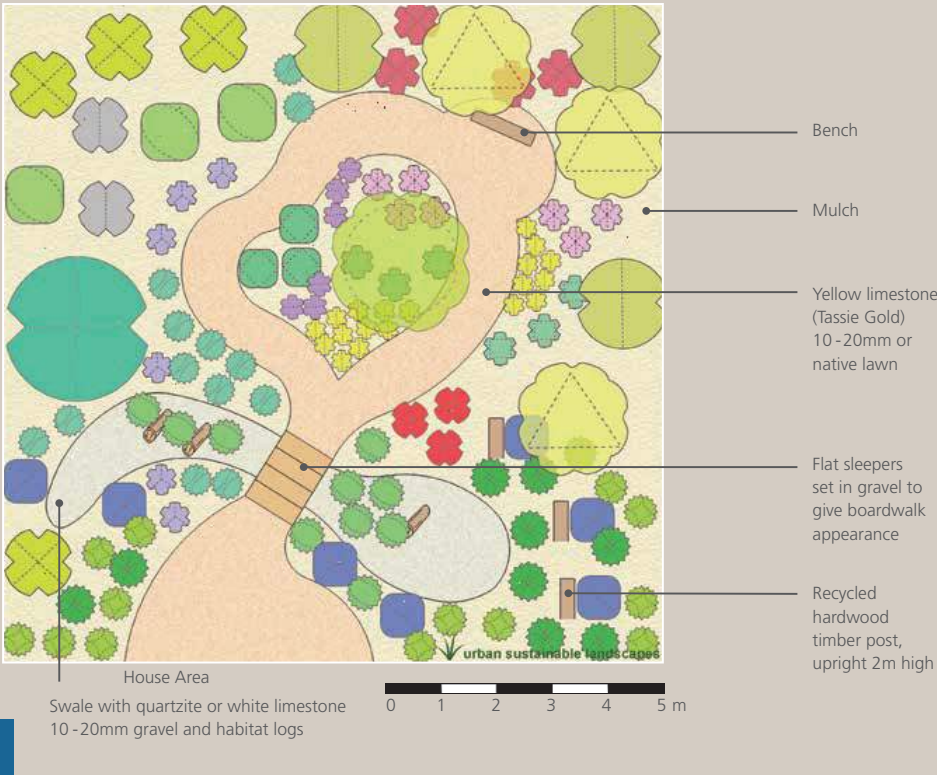 Bench
Mulch
Yellow limestone
(Tassie Gold)
10-20mm or
native lawn
Flat sleepers
set in gravel to
give boardwalk
appearance
Recycled
hardwood
timber post,
upright 2m high
urban sustainable landscapes
House Area
Swale with quartzite or white limestone
10-20mm gravel and habitat logs
0 1 2 3 4 5 m